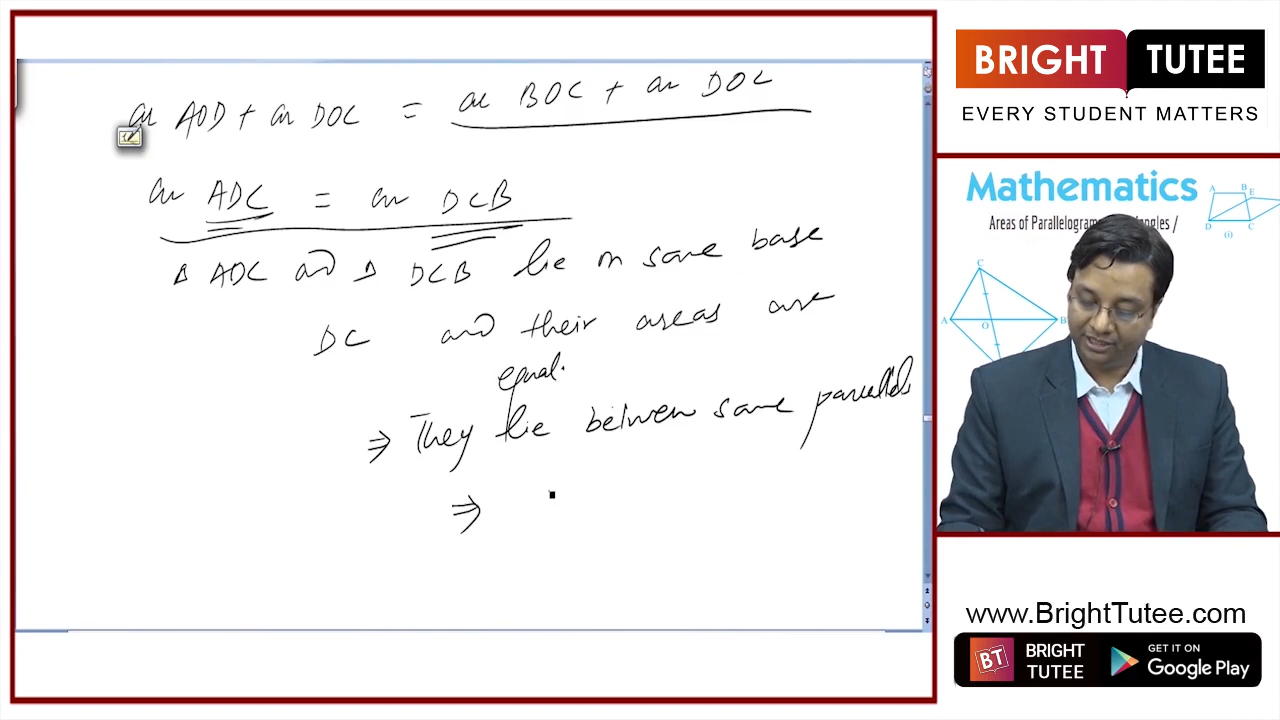 ar AOD + ar DOC = ar BOC + ar DOC
ar ADC = ar DCB
Δ ADC and Δ DCB lie on same base
DC and their areas are
equal.
⇒ They lie between same parallels
⇒
BRIGHT TUTEE
EVERY STUDENT MATTERS
Mathematics
Areas of Parallelogram
A B E
D C
(i)
C
A O B
www.BrightTutee.com
BT BRIGHT TUTEE
GET IT ON
Google Play